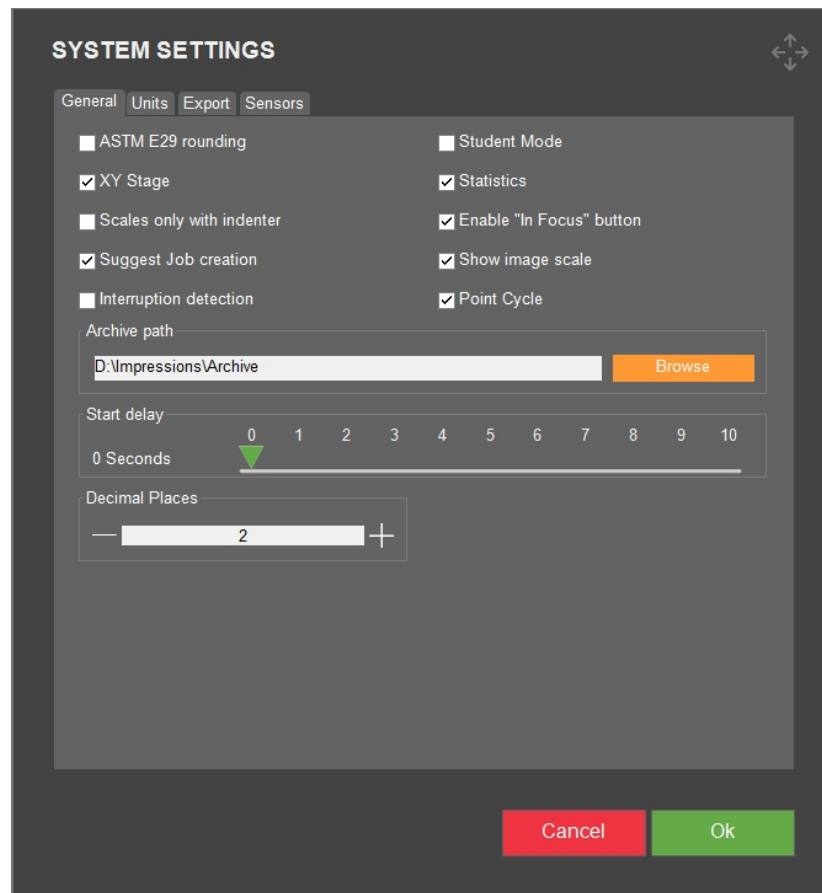 SYSTEM SETTINGS
General Units Export Sensors
ASTM E29 rounding
Student Mode
XY Stage
Statistics
Scales only with indenter
Enable "In Focus" button
Suggest Job creation
Show image scale
Interruption detection
Point Cycle
Archive path
D:\Impressions\Archive
Browse
Start delay
0 1 2 3 4 5 6 7 8 9 10
0 Seconds
Decimal Places
2
Cancel
Ok